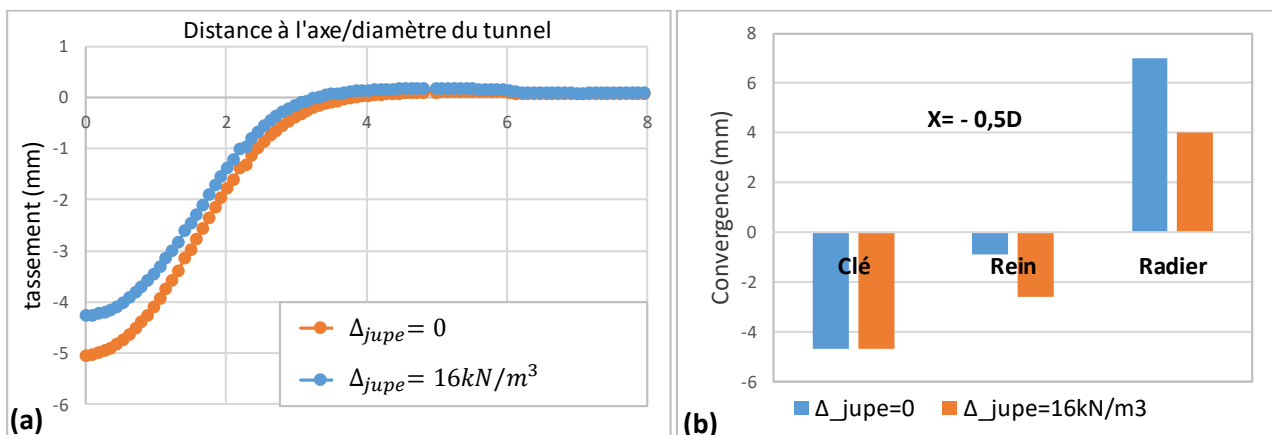 Distance à l'axe/diamètre du tunnel
1
0
-1
-2
-3
-4
-5
-6
0 2 4 6 8
tassement (mm)
Δ_jupe = 0
Δ_jupe = 16kN/m³
(a)
8
6
4
2
0
-2
-4
-6
Convergence (mm)
X= - 0,5D
Clé Rein Radier
Δ_jupe=0 Δ_jupe=16kN/m3
(b)